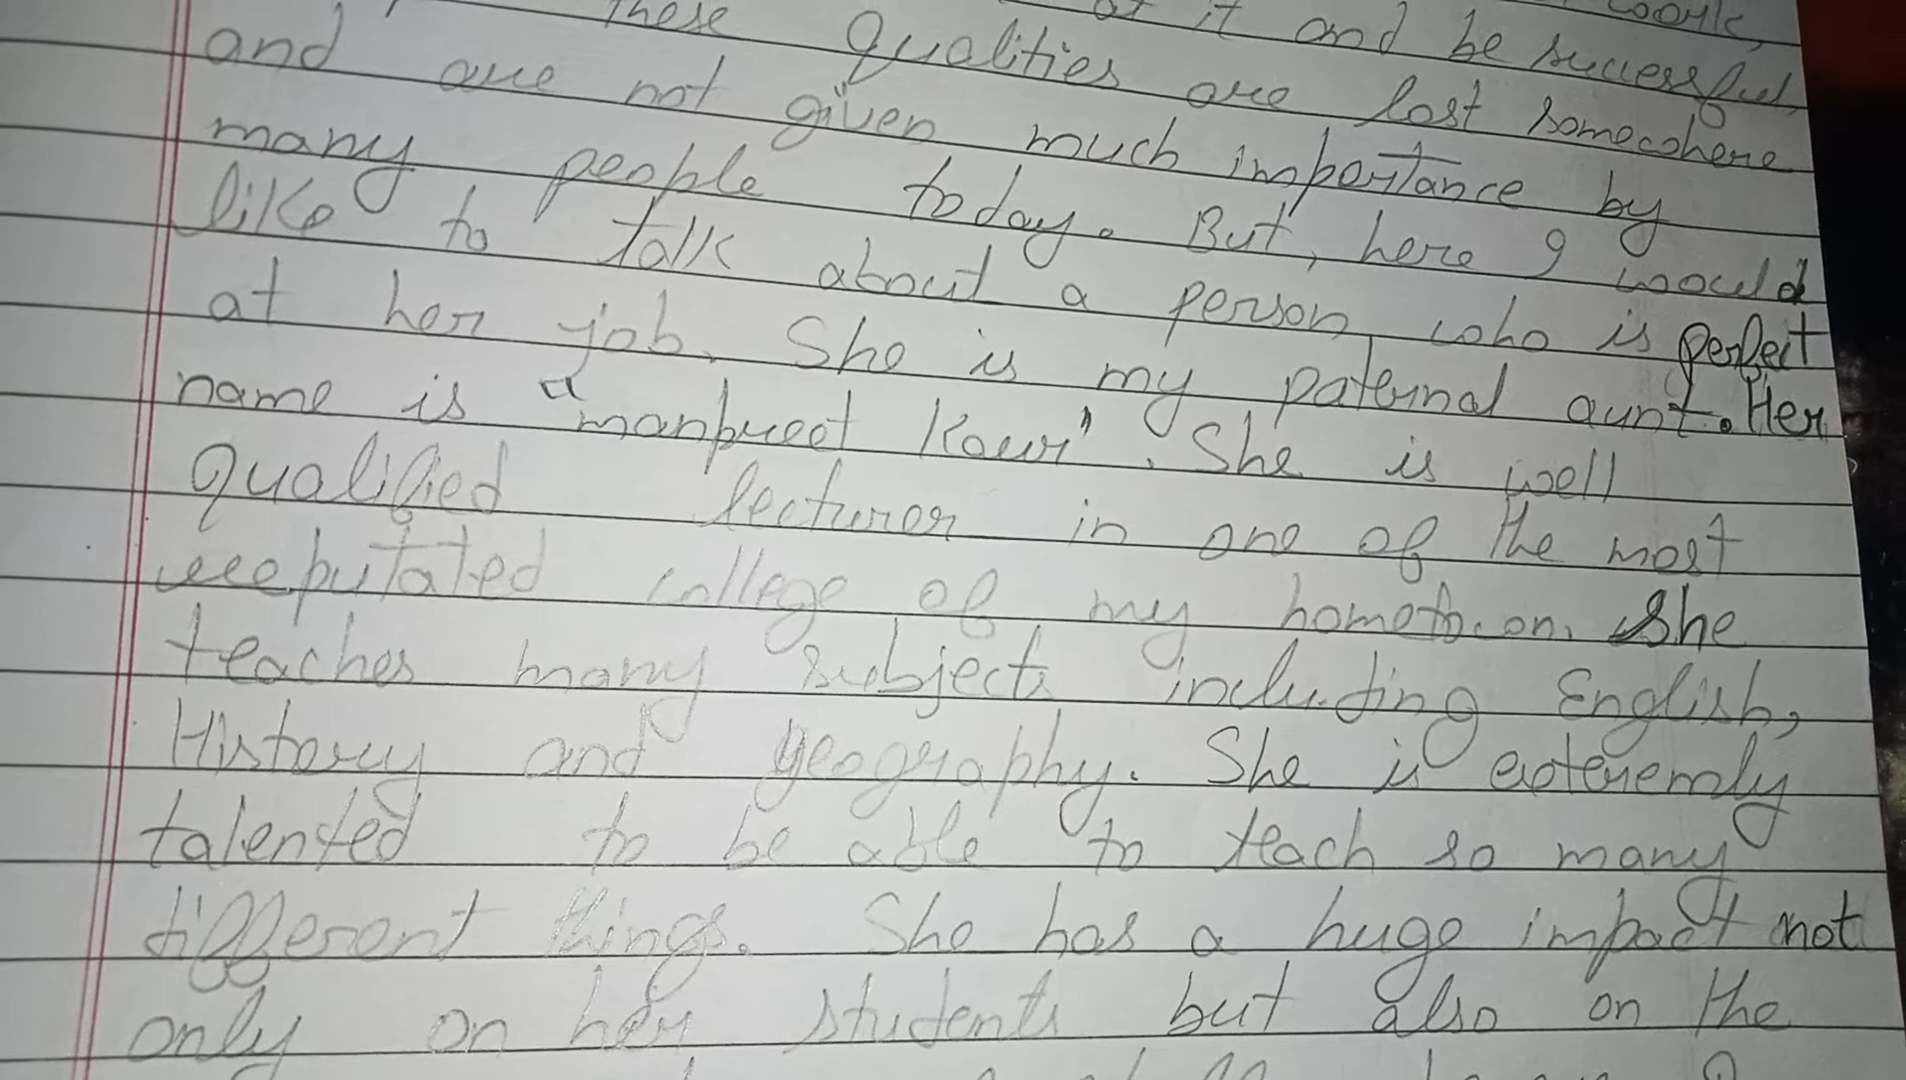 work,
it and be successful,
These Qualities are lost somewhere
and are not given much importance by
many people today. But, here I would
like to talk about a person who is perfect
at her job. She is my paternal aunt. Her
name is "manpreet Kaur". She is well
qualified lecturer in one of the most
reeputated college of my hometown. She
teaches many subjects including English,
History and geography. She is exteremly
talented to be able to teach so many
different things. She has a huge impact not
only on her students but also on the